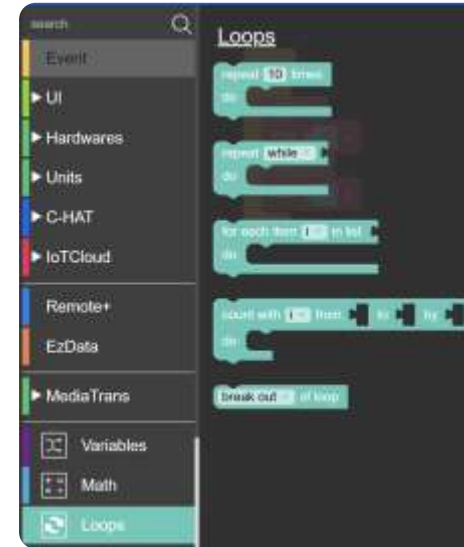 search
Event
UI
Hardwares
Units
C-HAT
IoTCloud
Remote+
EzData
MediaTrans
Variables
Math
Loops
Loops
repeat 10 times
do
repeat while
do
for each item i in list
do
count with i from to by
do
break out of loop